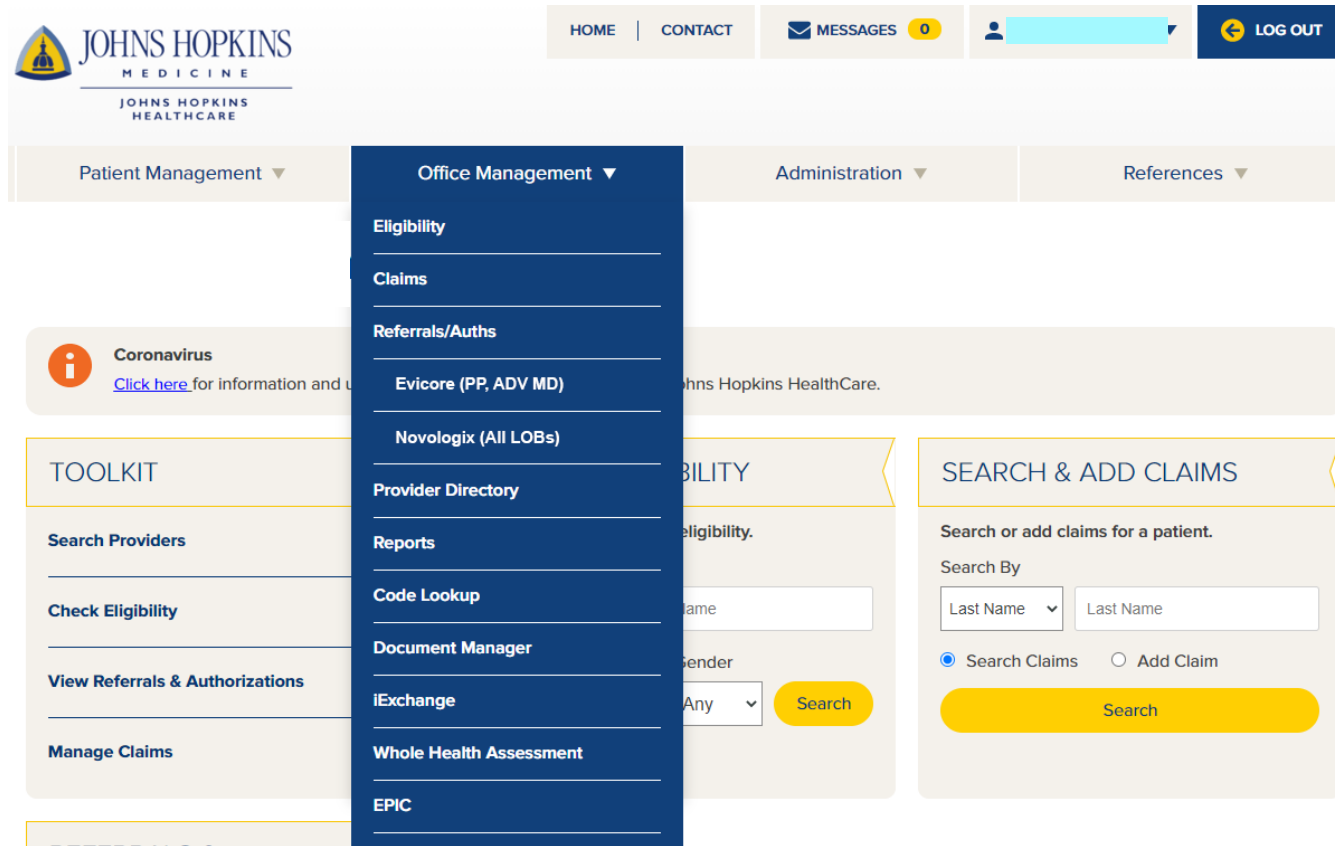 JOHNS HOPKINS
MEDICINE
JOHNS HOPKINS
HEALTHCARE
HOME
CONTACT
MESSAGES 0
LOG OUT
Patient Management
Office Management
Administration
References
Eligibility
Claims
Referrals/Auths
Evicore (PP, ADV MD)
Novologix (All LOBs)
Provider Directory
Reports
Code Lookup
Document Manager
iExchange
Whole Health Assessment
EPIC
Coronavirus
Click here for information and
Hopkins HealthCare.
TOOLKIT
Search Providers
Check Eligibility
View Referrals & Authorizations
Manage Claims
eligibility.
Any
Search
SEARCH & ADD CLAIMS
Search or add claims for a patient.
Search By
Last Name
Last Name
Search Claims
Add Claim
Search